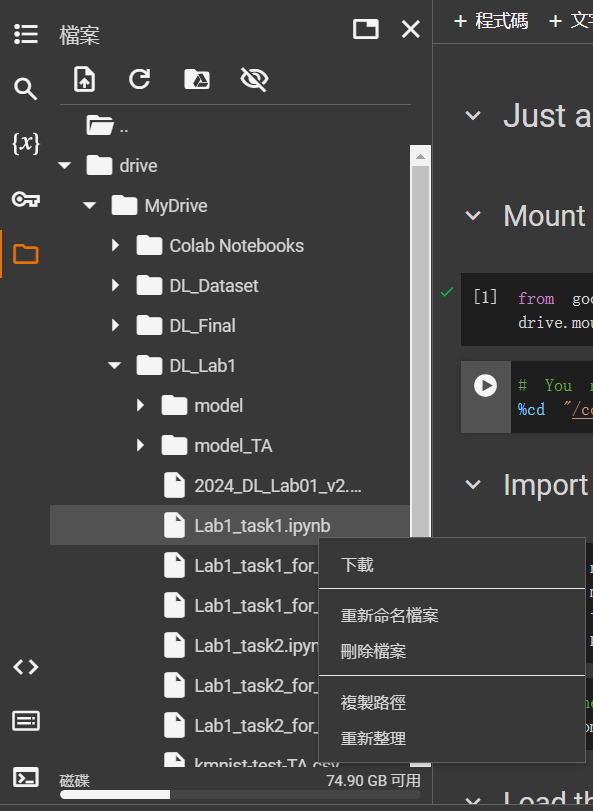 檔案
..
drive
MyDrive
Colab Notebooks
DL_Dataset
DL_Final
DL_Lab1
model
model_TA
2024_DL_Lab01_v2....
Lab1_task1.ipynb
Lab1_task1_for_
Lab1_task1_for_
Lab1_task2.ipyn
Lab1_task2_for_
Lab1_task2_for_
kmnist-test-TA.csv
磁碟
74.90 GB 可用
下載
重新命名檔案
刪除檔案
複製路徑
重新整理
{x}
+ 程式碼 + 文字
Just a
Mount
[1] from goo
drive.mou
# You
%cd "/co
Import
Load th